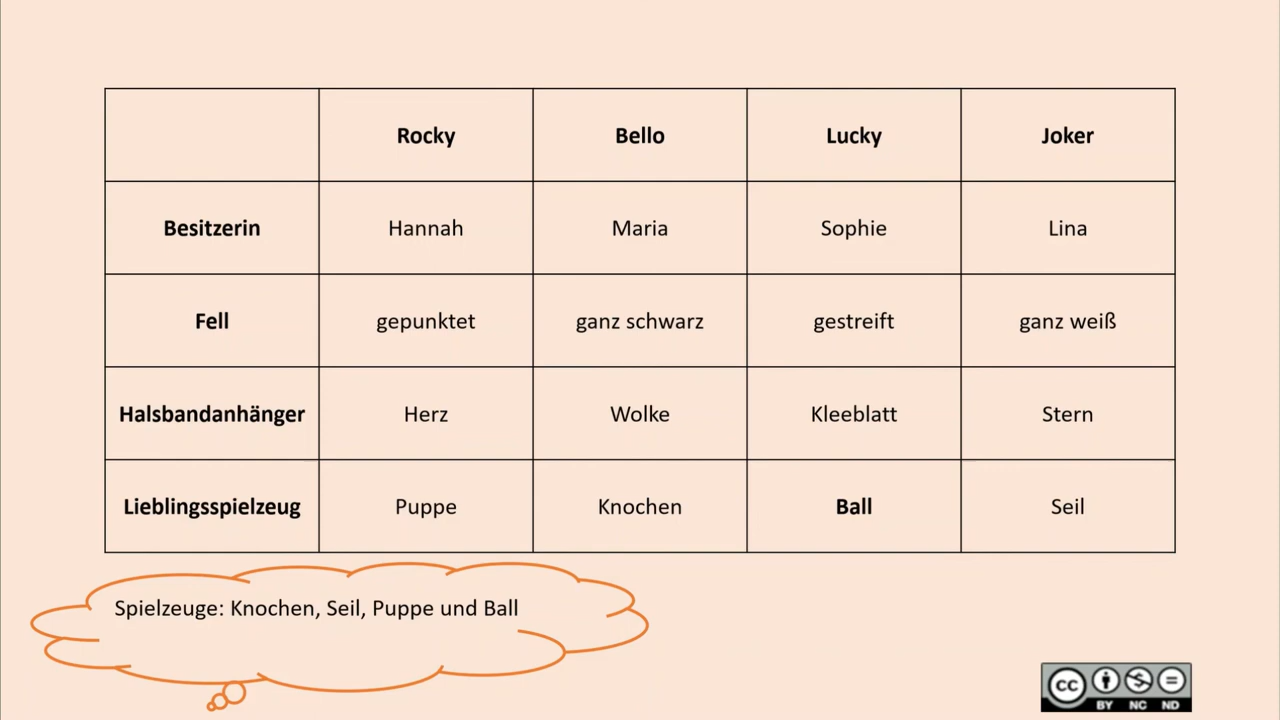 Rocky Bello Lucky Joker
Besitzerin Hannah Maria Sophie Lina
Fell gepunktet ganz schwarz gestreift ganz weiß
Halsbandanhänger Herz Wolke Kleeblatt Stern
Lieblingsspielzeug Puppe Knochen Ball Seil
Spielzeuge: Knochen, Seil, Puppe und Ball
cc
BY NC ND